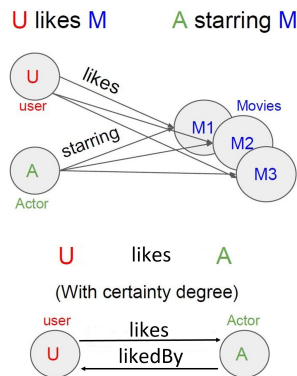 U likes M A starring M
U
likes
user
Movies
M1
starring
M2
A
M3
Actor
U likes A
(With certainty degree)
user Actor
likes
U A
likedBy